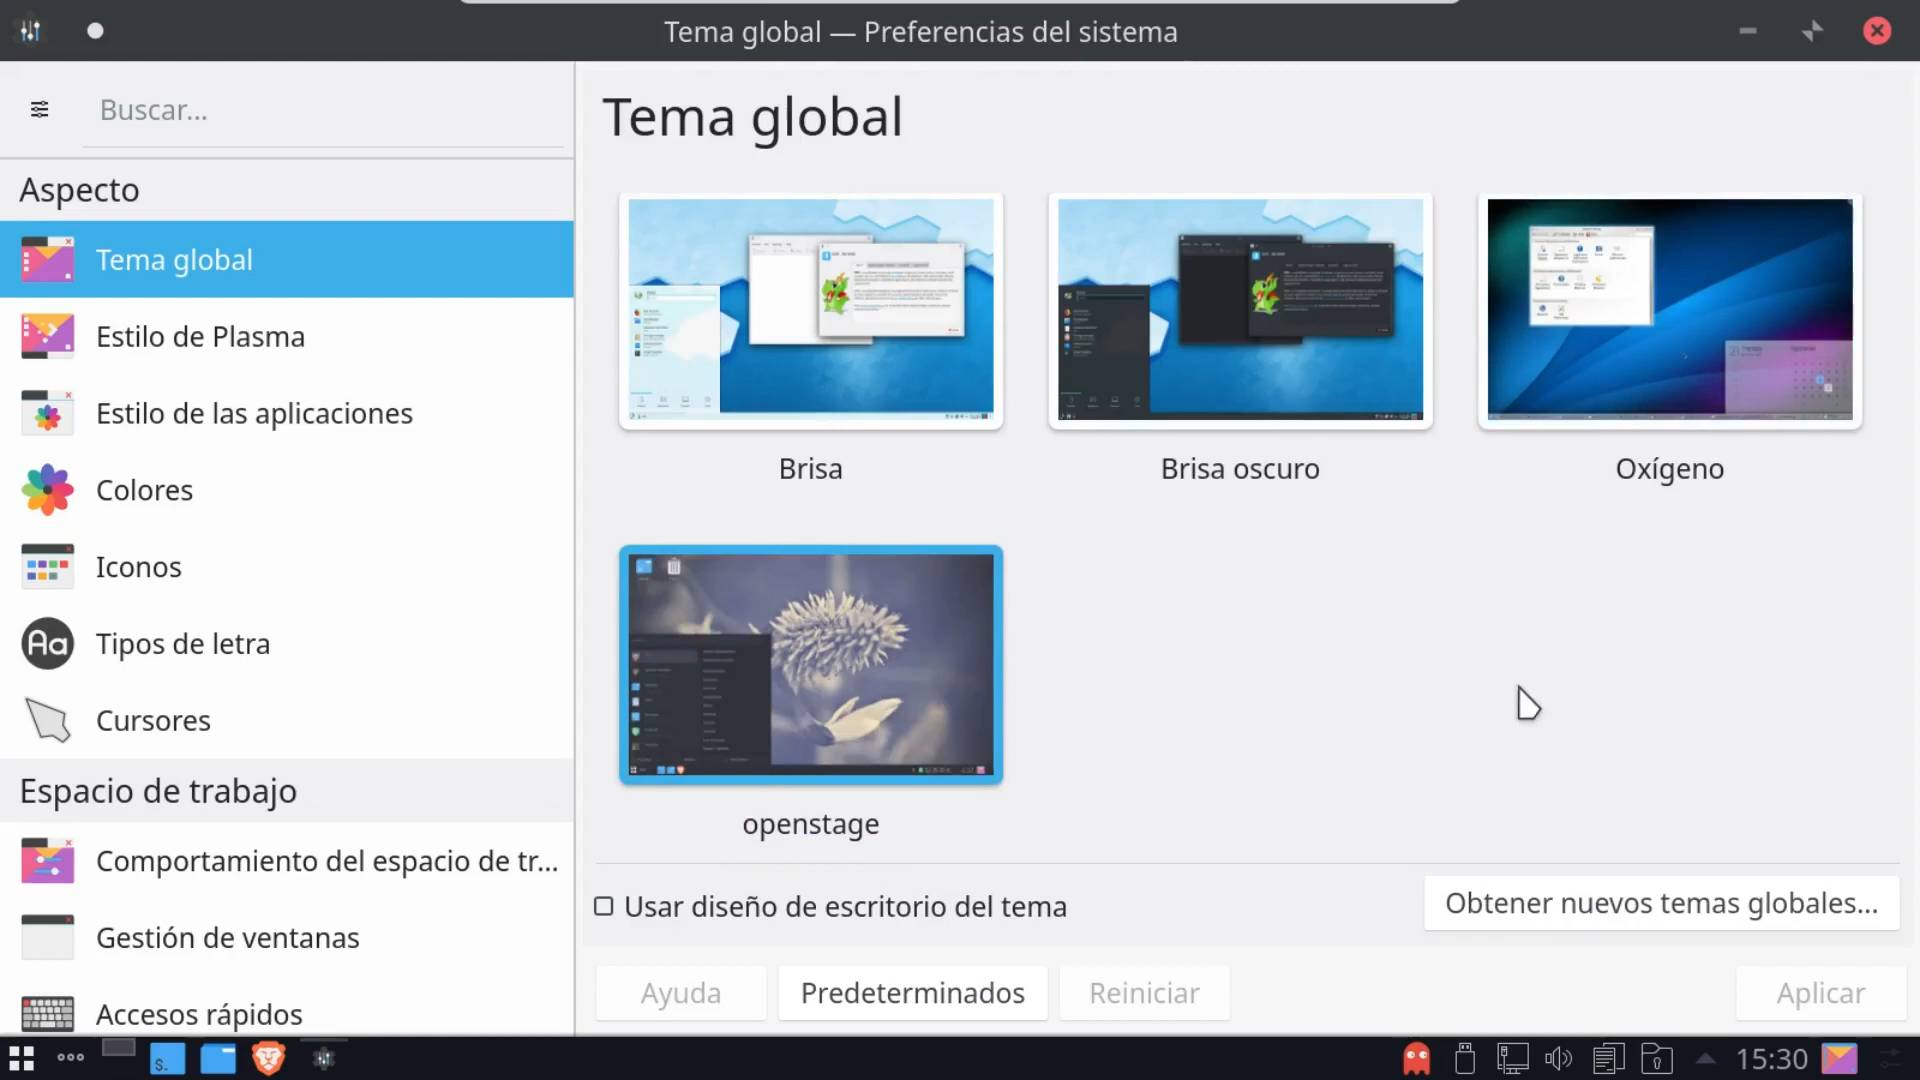 Tema global — Preferencias del sistema
Buscar...
Aspecto
Tema global
Estilo de Plasma
Estilo de las aplicaciones
Colores
Iconos
Aa
Tipos de letra
Cursores
Espacio de trabajo
Comportamiento del espacio de tr...
Gestión de ventanas
Accesos rápidos
Tema global
Brisa
Brisa oscuro
Oxígeno
openstage
Usar diseño de escritorio del tema
Obtener nuevos temas globales...
Ayuda
Predeterminados
Reiniciar
Aplicar
15:30